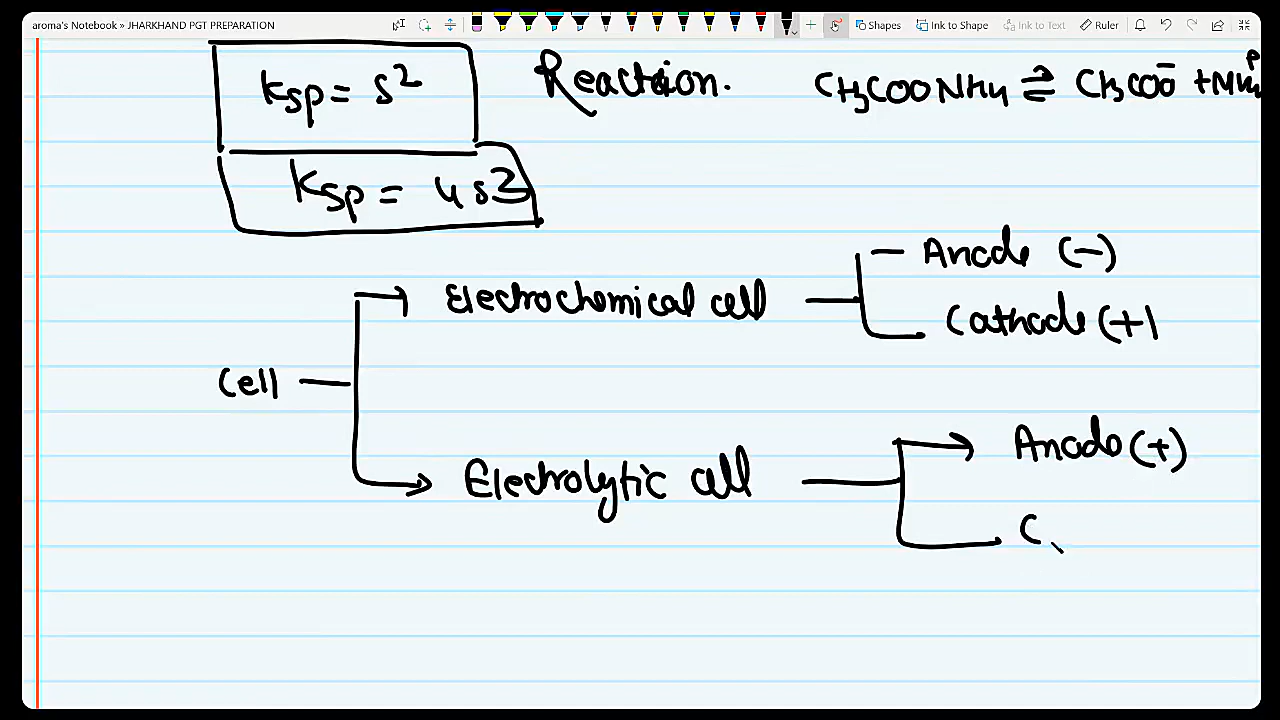 aroma's Notebook » JHARKHAND PGT PREPARATION
Shapes Ink to Shape Ink to Text Ruler
Ksp = s²
Reaction. CH3COONH4 ⇌ CH3COO⁻ +
Ksp = 4s3
Anode (−)
Electrochemical cell
Cathode (+)
Cell
Anode (+)
Electrolytic cell
C